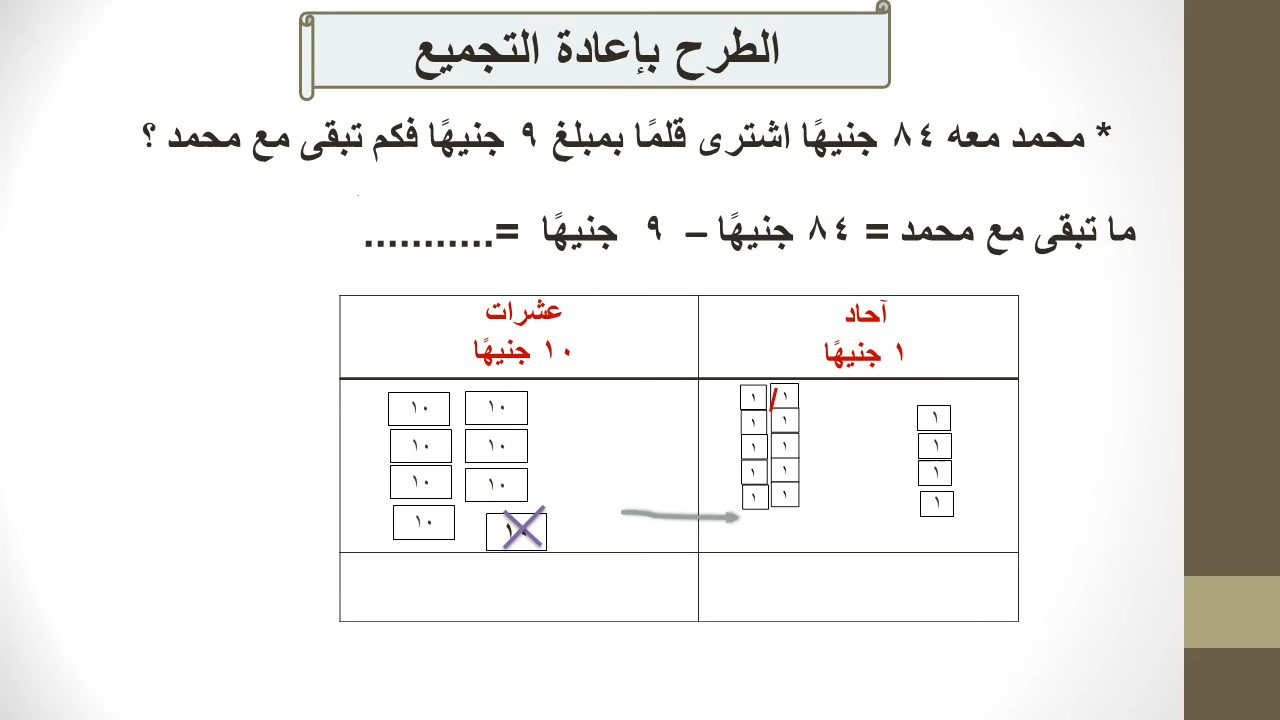 الطرح بإعادة التجميع
* محمد معه ٨٤ جنيهًا اشترى قلمًا بمبلغ ٩ جنيهًا فكم تبقى مع محمد ؟
ما تبقى مع محمد = ٨٤ جنيهًا – ٩ جنيهًا =...........
آحاد عشرات
١ جنيهًا ١٠ جنيهًا
١ ١ ١ ١٠ ١٠
١ ١ ١ ١٠ ١٠
١ ١ ١ ١٠ ١٠
١ ١ ١ ١٠ ١٠
١ ١